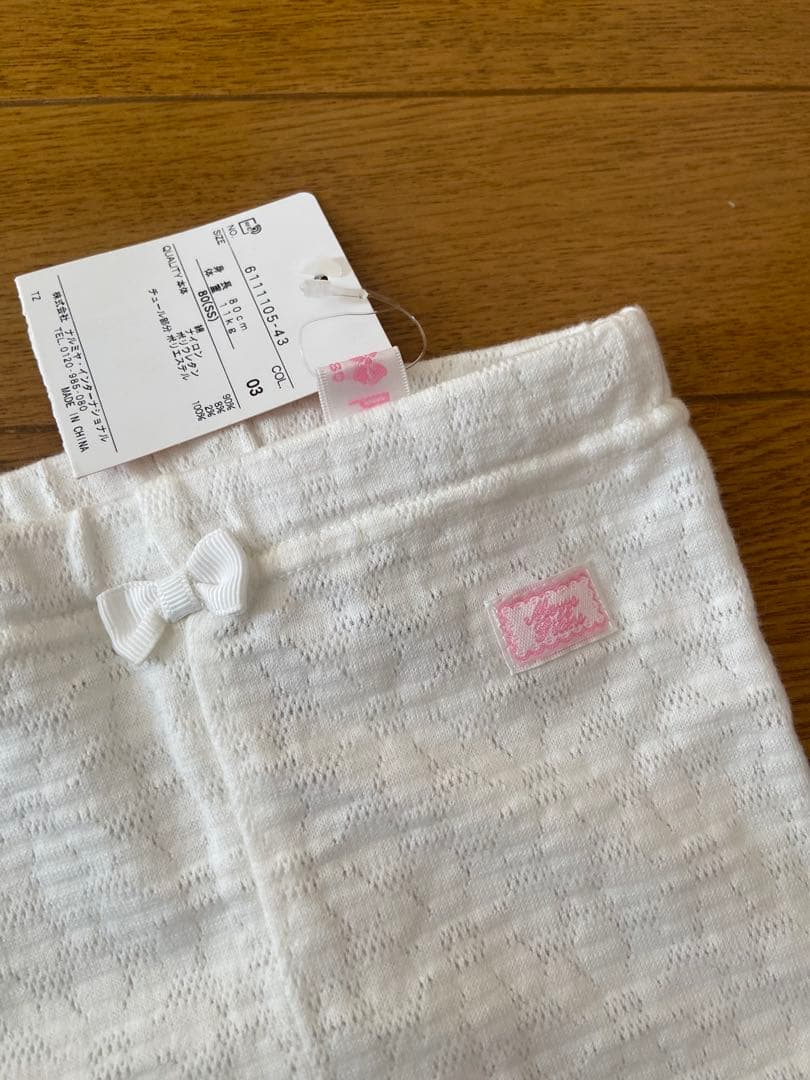 NO. 6111105-43 COL.
SIZE 03
身長 80cm
体重 11kg
80(SS)
QUALITY 本体 綿 90%
ナイロン 8%
ポリウレタン 2%
チュール部分 ポリエステル 100%
株式会社 ナルミヤ・インターナショナル
TEL.0120-985-080
MADE IN CHINA
TZ
80